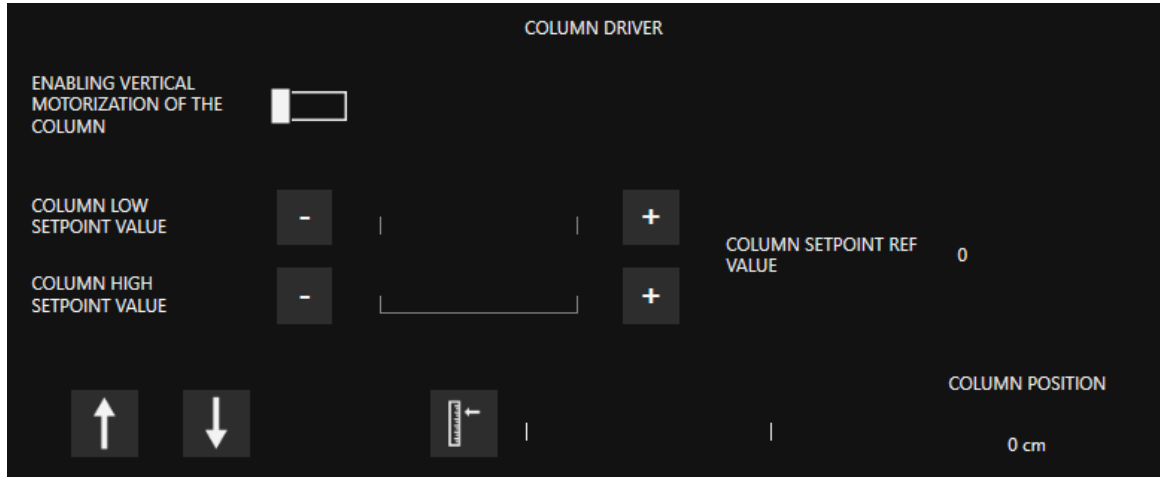 COLUMN DRIVER
ENABLING VERTICAL
MOTORIZATION OF THE
COLUMN
COLUMN LOW
SETPOINT VALUE
-
+
COLUMN HIGH
SETPOINT VALUE
-
+
COLUMN SETPOINT REF
VALUE
0
COLUMN POSITION
0 cm